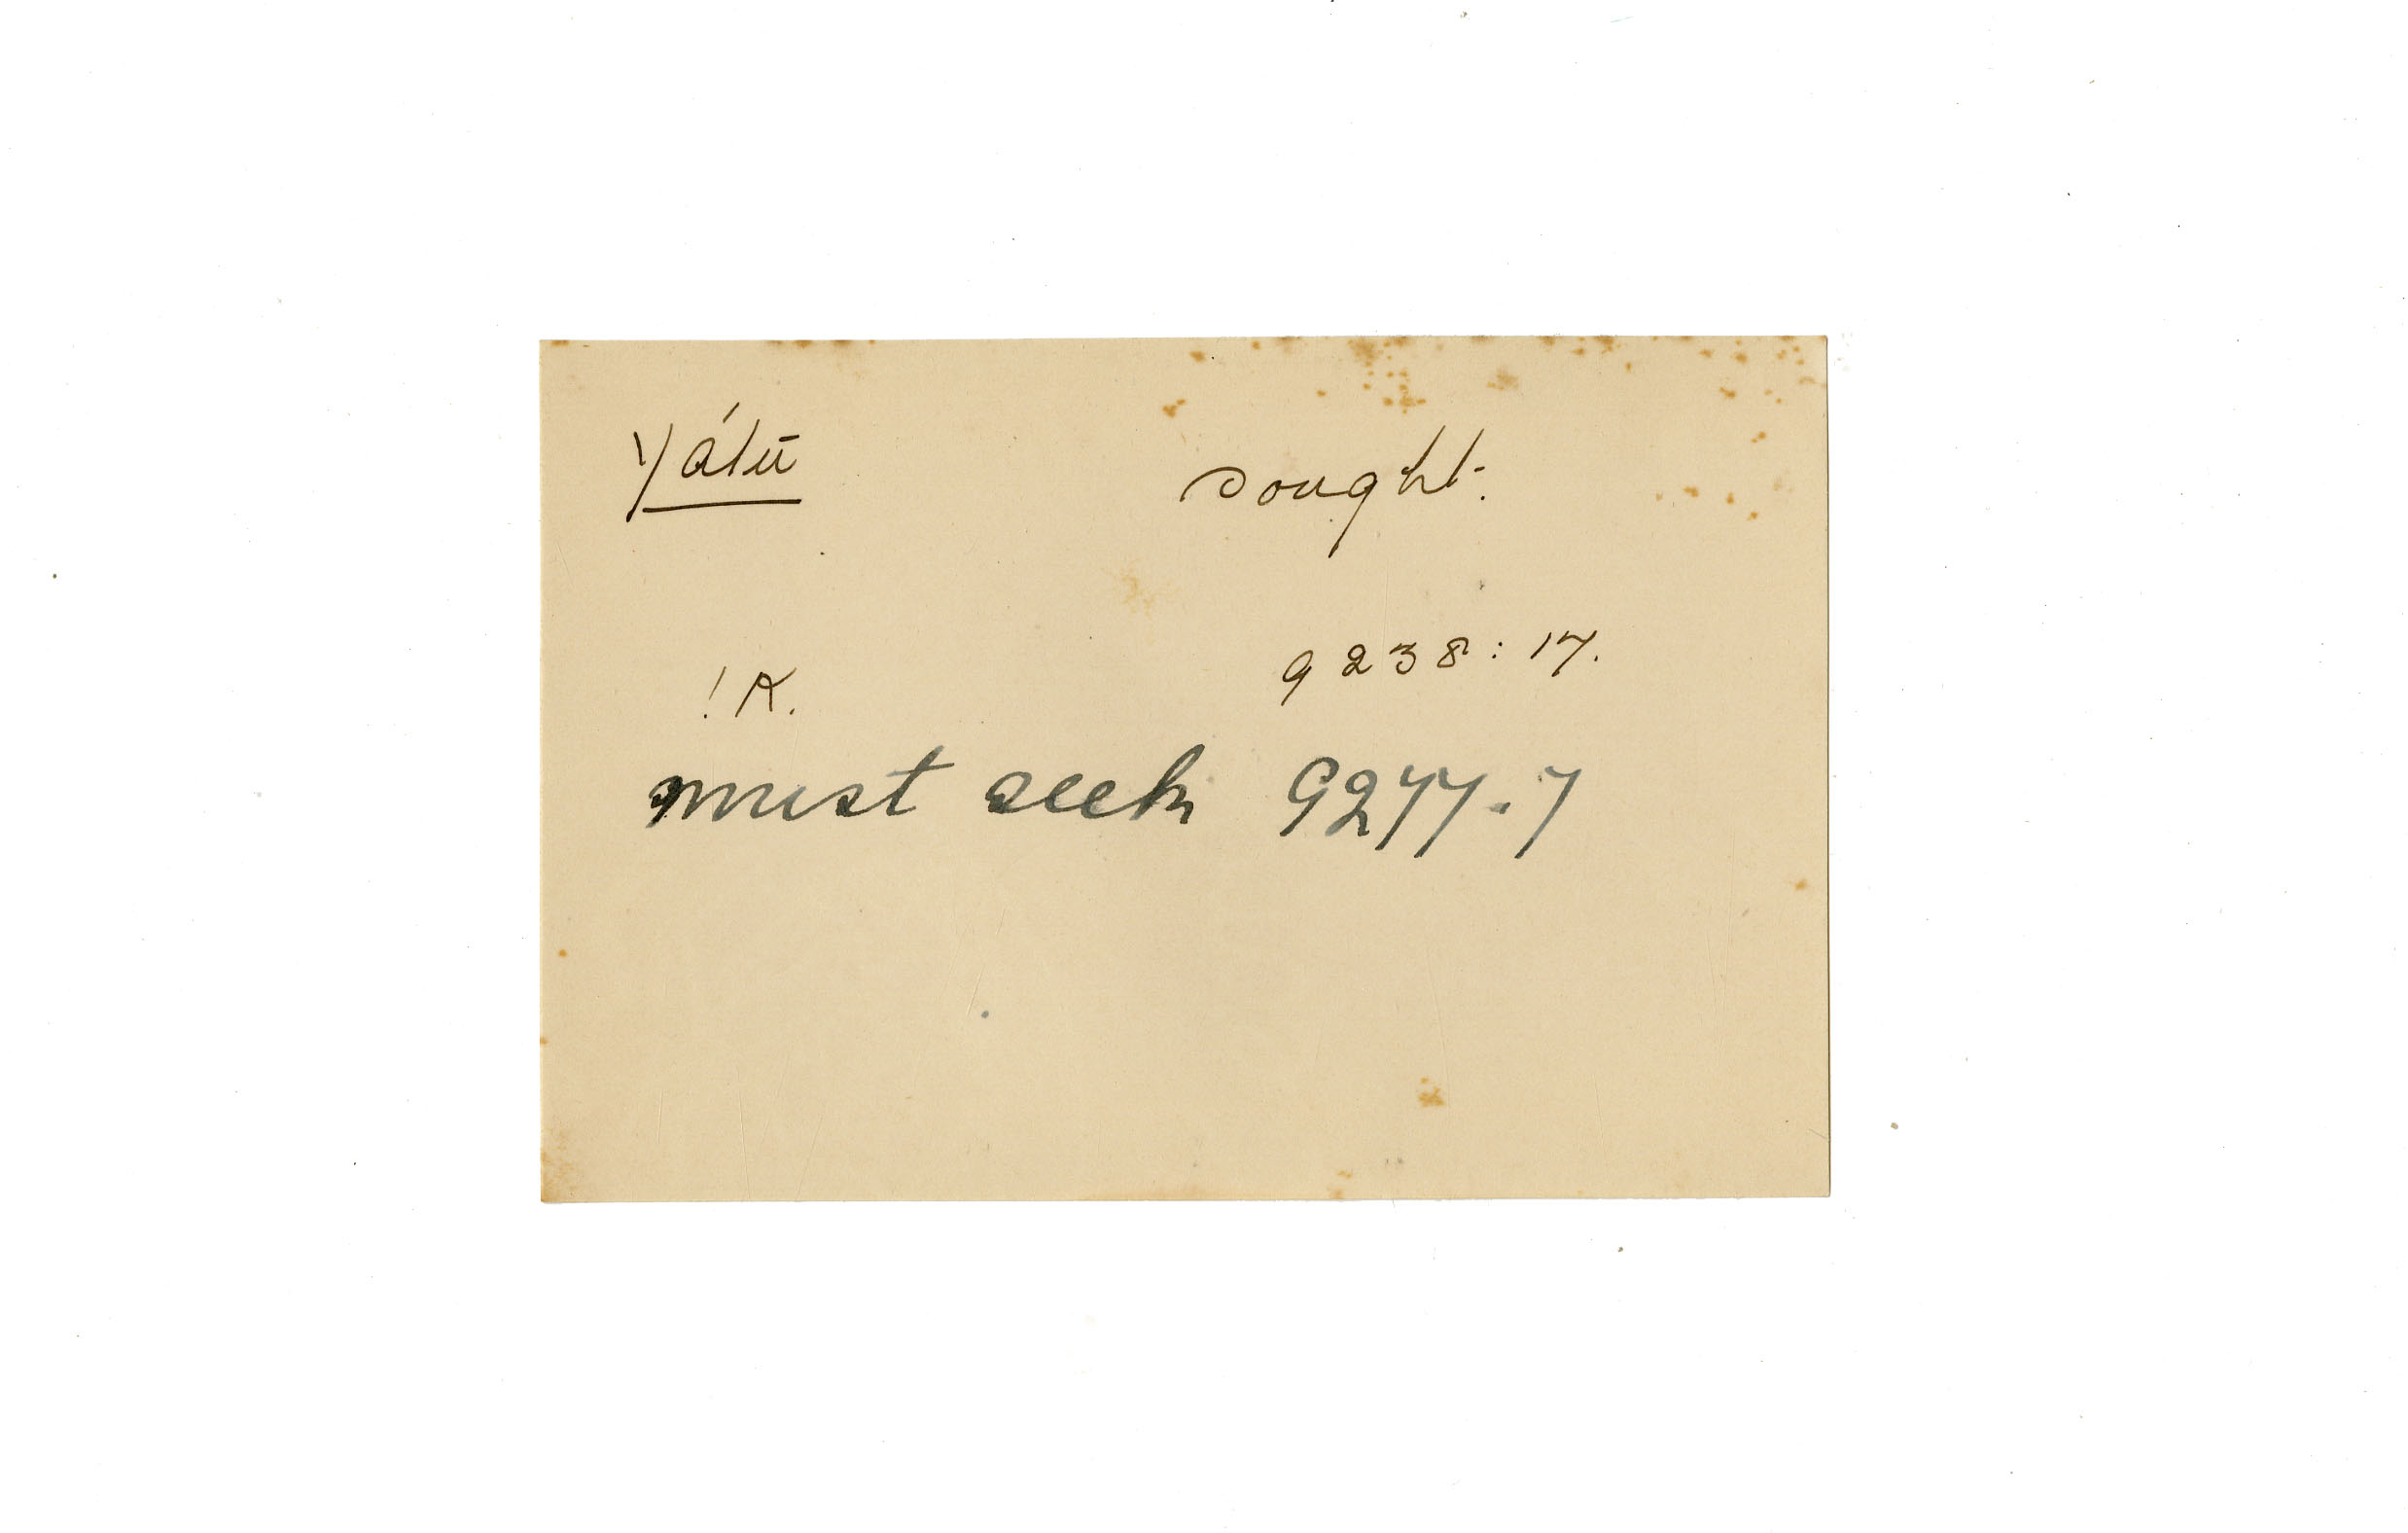 Yálū sought.
! K. 9238:17.
must seek 9277.7